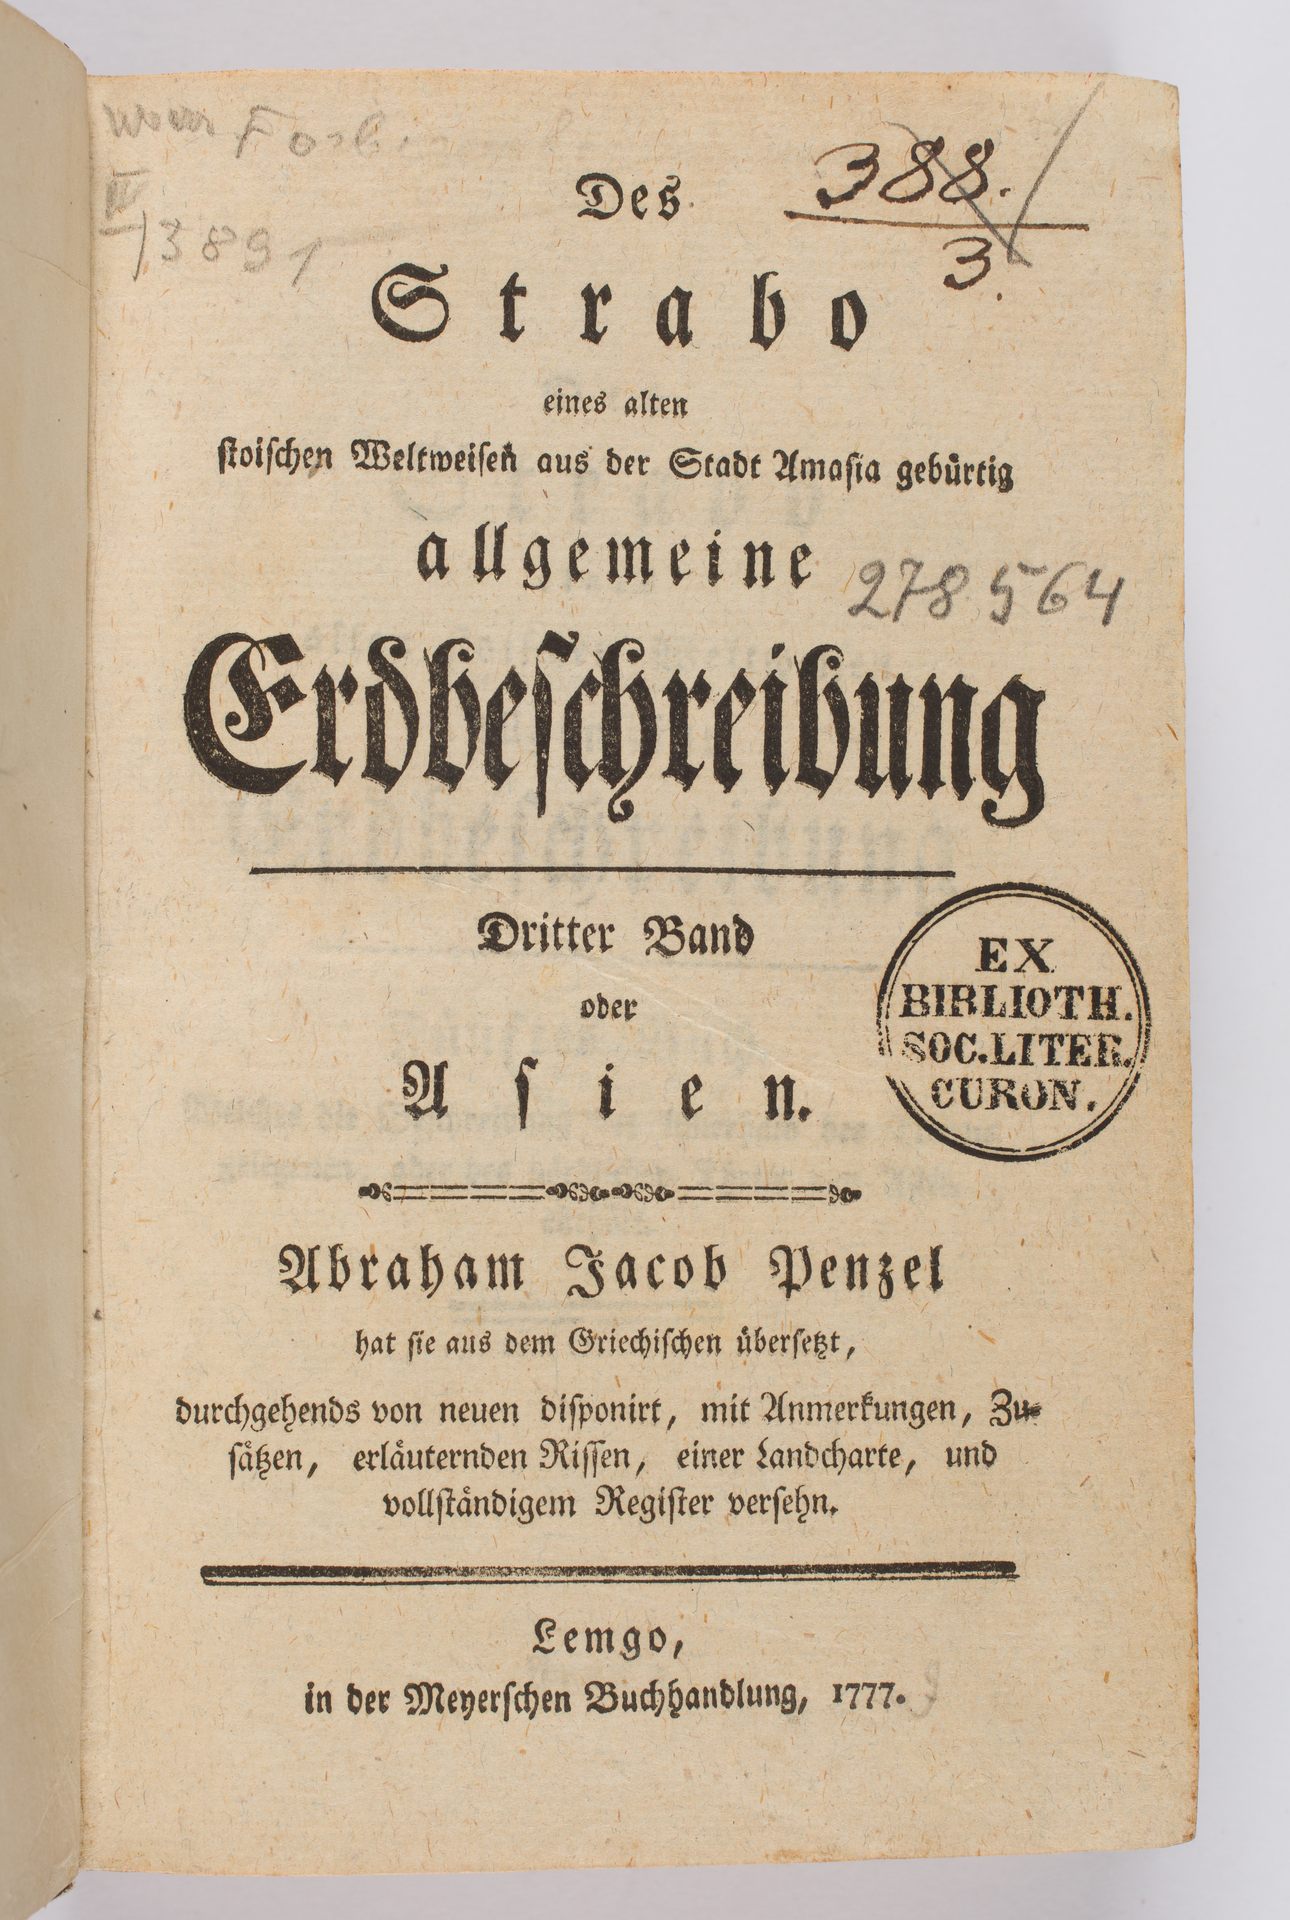 Forb.
388.
3.
III
13891
Des
Strabo
eines alten
stoischen Weltweisen aus der Stadt Amasia gebürtig
allgemeine
278564
Erdbeschreibung
Dritter Band
oder
Asien.
EX
BIBLIOTH.
SOC. LITER.
CURON.
Abraham Jacob Penzel
hat sie aus dem Griechischen übersetzt,
durchgehends von neuen disponirt, mit Anmerkungen, Zu-
sätzen, erläuternden Rissen, einer Landcharte, und
vollständigem Register versehn.
Lemgo,
in der Meyerschen Buchhandlung, 1777.